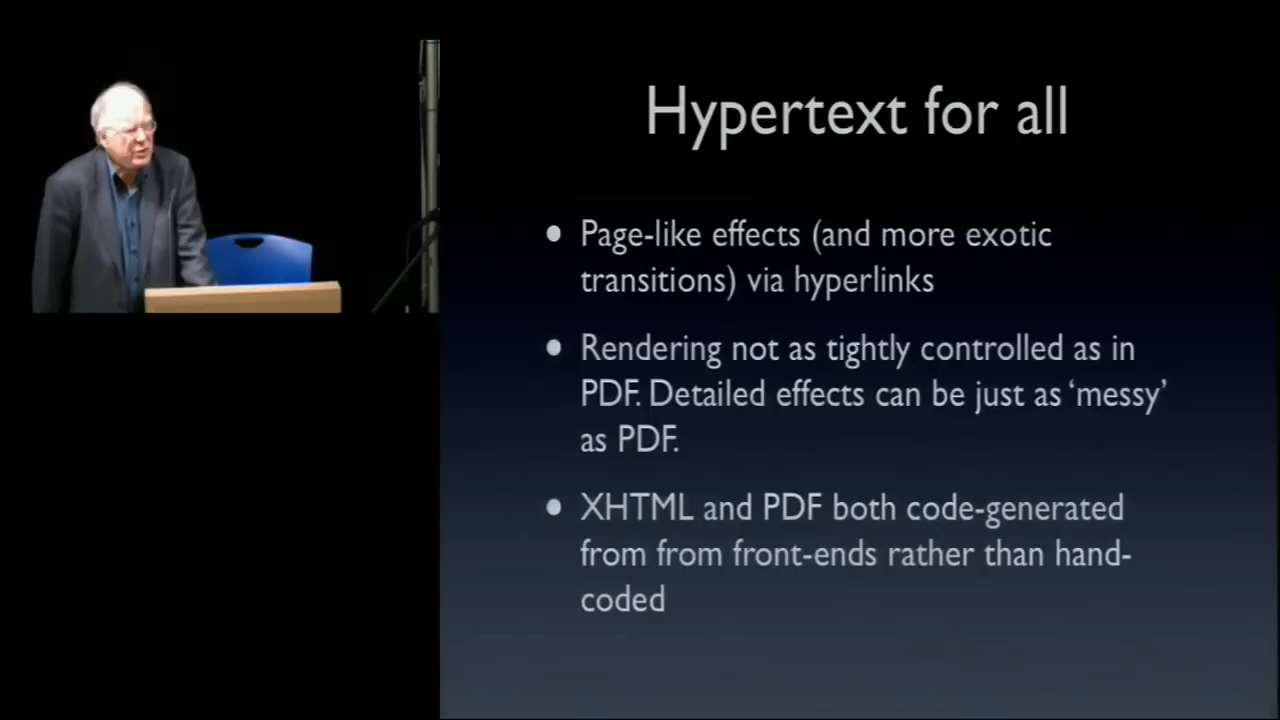 Hypertext for all
• Page-like effects (and more exotic
transitions) via hyperlinks
• Rendering not as tightly controlled as in
PDF. Detailed effects can be just as ‘messy’
as PDF.
• XHTML and PDF both code-generated
from from front-ends rather than hand-
coded